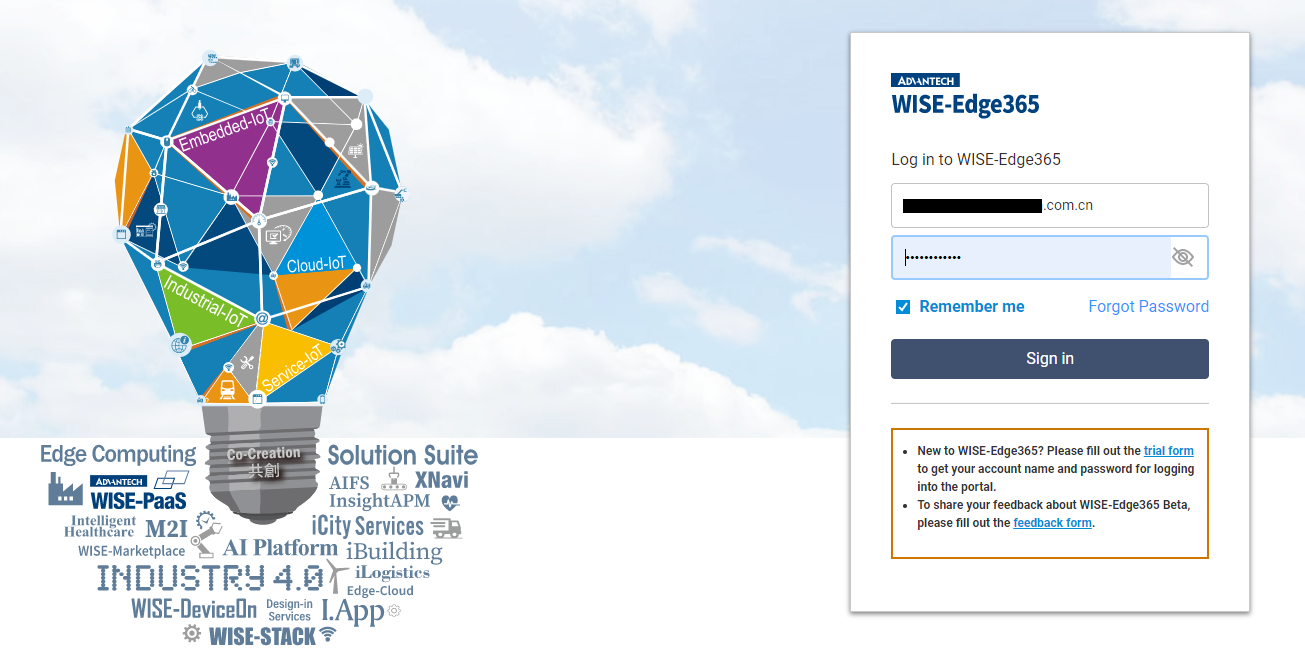 Embedded-IoT
Cloud-IoT
Industrial-IoT
@
Service-IoT
Co-Creation
共創
Edge Computing
Solution Suite
ADVANTECH
WISE-PaaS
AIFS
XNavi
InsightAPM
Intelligent
Healthcare
M2I
iCity Services
WISE-Marketplace
AI Platform
iBuilding
INDUSTRY 4.0
iLogistics
Edge-Cloud
WISE-DeviceOn
Design-in
Services
I.App
WISE-STACK
ADVANTECH
WISE-Edge365
Log in to WISE-Edge365
.com.cn
••••••••••••
Remember me
Forgot Password
Sign in
• New to WISE-Edge365? Please fill out the trial form
to get your account name and password for logging
into the portal.
• To share your feedback about WISE-Edge365 Beta,
please fill out the feedback form.